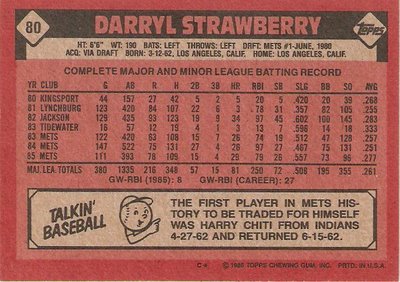 80
DARRYL STRAWBERRY
Topps
HT: 6'6" WT: 190 BATS: LEFT THROWS: LEFT DRFT: METS #1-JUNE, 1980
ACQ: VIA DRAFT BORN: 3-12-62, LOS ANGELES, CALIF. HOME: LOS ANGELES, CALIF.
COMPLETE MAJOR AND MINOR LEAGUE BATTING RECORD
YR CLUB G AB R H 2B 3B HR RBI SB SLG BB SO AVG
80 KINGSPORT 44 157 27 42 5 2 5 20 5 .420 20 39 .268
81 LYNCHBURG 123 420 84 107 22 6 13 78 31 .429 82 105 .255
82 JACKSON 129 435 93 123 19 9 34 97 45 .602 100 145 .283
83 TIDEWATER 16 57 12 19 4 1 3 13 7 .596 14 18 .333
83 METS 122 420 63 108 15 7 26 74 19 .512 47 128 .257
84 METS 147 522 75 131 27 4 26 97 27 .467 75 131 .251
85 METS 111 393 78 109 15 4 29 79 26 .557 73 96 .277
MAJ. LEA. TOTALS 380 1335 216 348 57 15 81 250 72 .507 195 355 .261
GW-RBI (1985): 8 GW-RBI (CAREER): 27
TALKIN'
BASEBALL
THE FIRST PLAYER IN METS HIS-
TORY TO BE TRADED FOR HIMSELF
WAS HARRY CHITI FROM INDIANS
4-27-62 AND RETURNED 6-15-62.
C* © 1986 TOPPS CHEWING GUM, INC. PRTD. IN U.S.A.